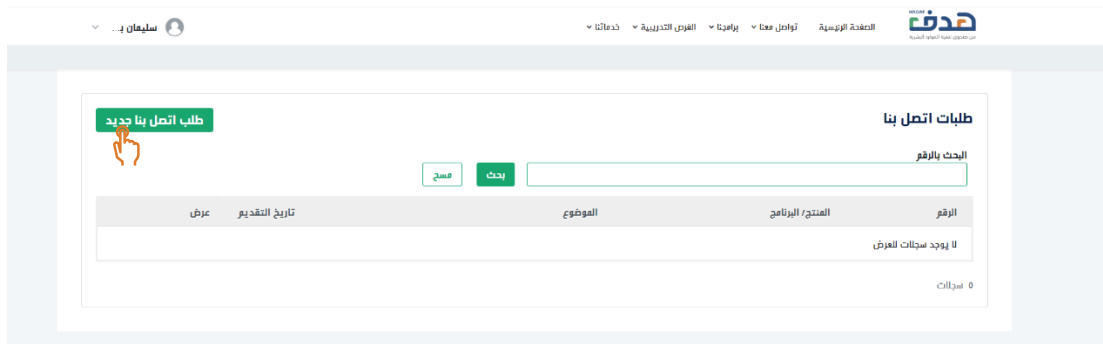 HADAF
هدف
من صندوق تنمية الموارد البشرية
الصفحة الرئيسية
تواصل معنا
برامجنا
الفرص التدريبية
خدماتنا
سليمان بـ...
طلبات اتصل بنا
طلب اتصل بنا جديد
البحث بالرقم
بحث
مسح
الرقم
المنتج/ البرنامج
الموضوع
تاريخ التقديم
عرض
لا يوجد سجلات للعرض
0 سجلات